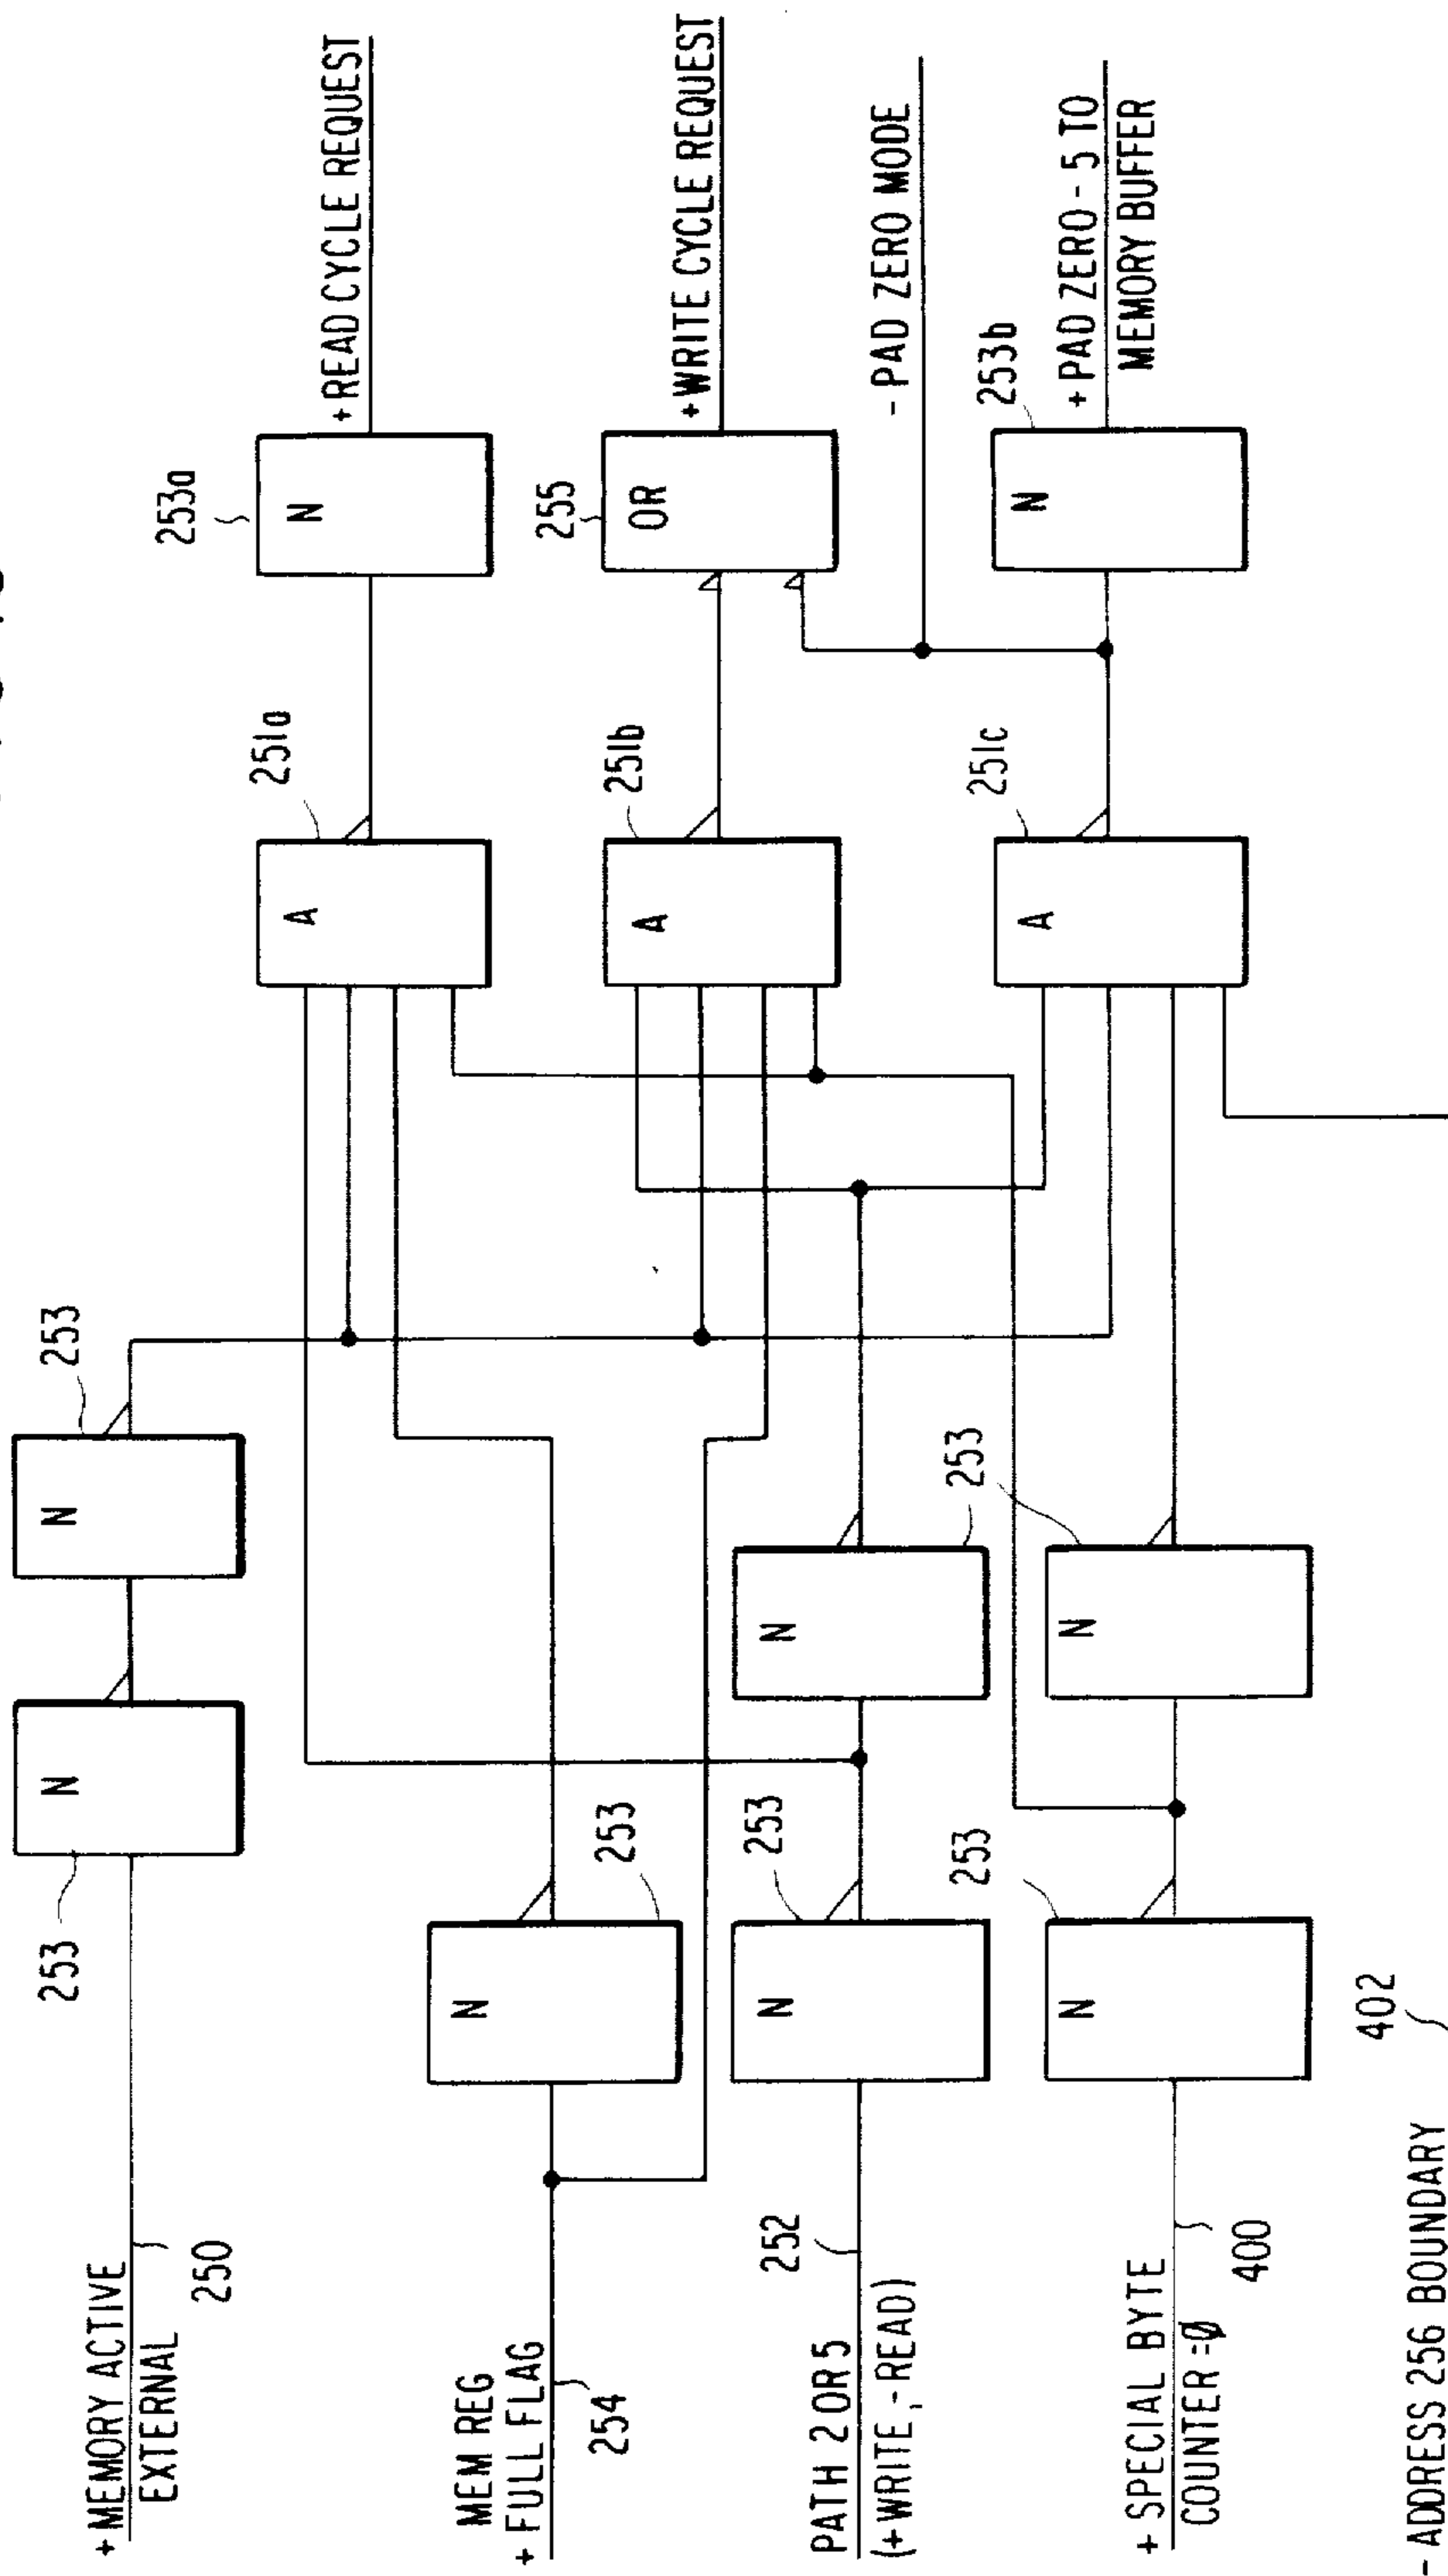 +MEMORY ACTIVE
EXTERNAL
250
253
N
N
253
MEM REG
+ FULL FLAG
254
N
253
PATH 2 OR 5
(+WRITE,-READ)
252
N
253
N
253
+ SPECIAL BYTE
COUNTER =Ø
400
N
253
N
- ADDRESS 256 BOUNDARY
402
A
251a
N
253a
+READ CYCLE REQUEST
A
251b
OR
255
+WRITE CYCLE REQUEST
- PAD ZERO MODE
A
251c
N
253b
+ PAD ZERO - 5 TO
MEMORY BUFFER